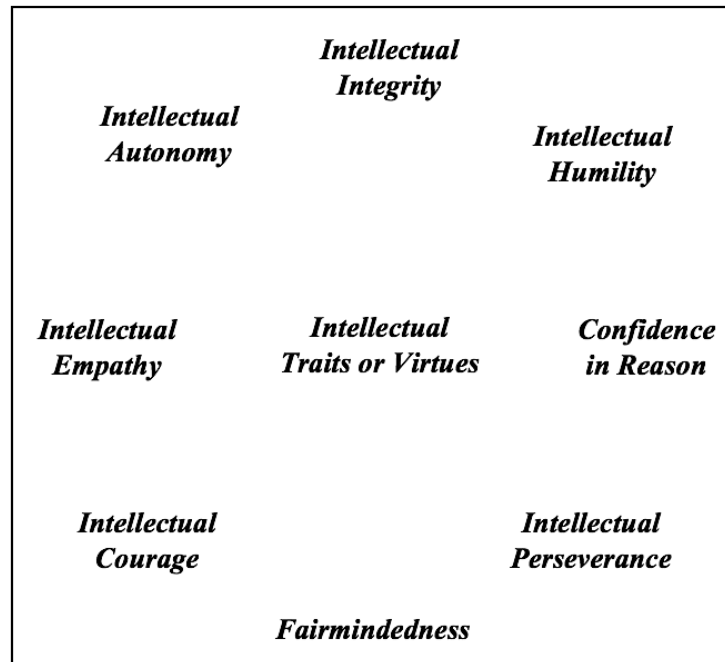 Intellectual
Integrity
Intellectual
Autonomy
Intellectual
Humility
Intellectual
Empathy
Intellectual
Traits or Virtues
Confidence
in Reason
Intellectual
Courage
Intellectual
Perseverance
Fairmindedness